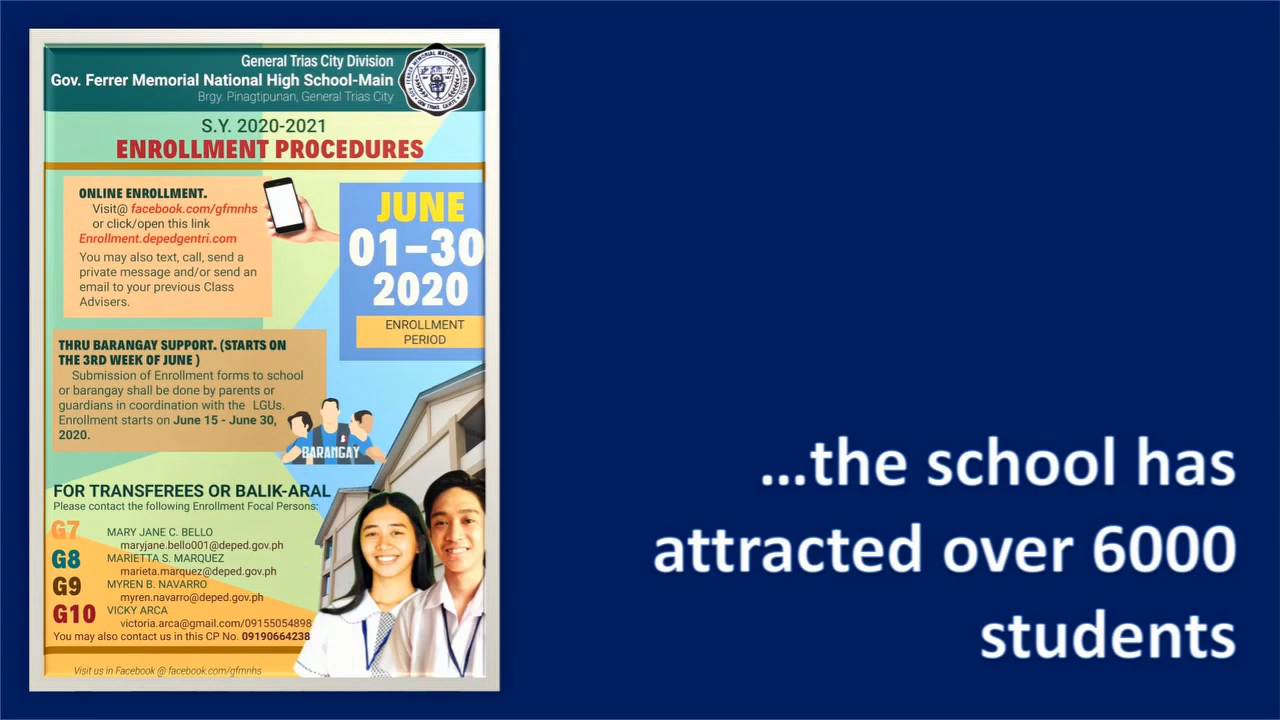 General Trias City Division
Gov. Ferrer Memorial National High School-Main
Brgy. Pinagtipunan, General Trias City
S.Y. 2020-2021
ENROLLMENT PROCEDURES
ONLINE ENROLLMENT.
Visit@ facebook.com/gfmnhs
or click/open this link
Enrollment.depedgentri.com
You may also text, call, send a
private message and/or send an
email to your previous Class
Advisers.
JUNE
01-30
2020
ENROLLMENT
PERIOD
THRU BARANGAY SUPPORT. (STARTS ON
THE 3RD WEEK OF JUNE )
Submission of Enrollment forms to school
or barangay shall be done by parents or
guardians in coordination with the LGUs.
Enrollment starts on June 15 - June 30,
2020.
BARANGAY
FOR TRANSFEREES OR BALIK-ARAL
Please contact the following Enrollment Focal Persons:
G7 MARY JANE C. BELLO
maryjane.bello001@deped.gov.ph
G8 MARIETTA S. MARQUEZ
marieta.marquez@deped.gov.ph
G9 MYREN B. NAVARRO
myren.navarro@deped.gov.ph
G10 VICKY ARCA
victoria.arca@gmail.com/09155054898
You may also contact us in this CP No. 09190664238
Visit us in Facebook @ facebook.com/gfmnhs
...the school has
attracted over 6000
students